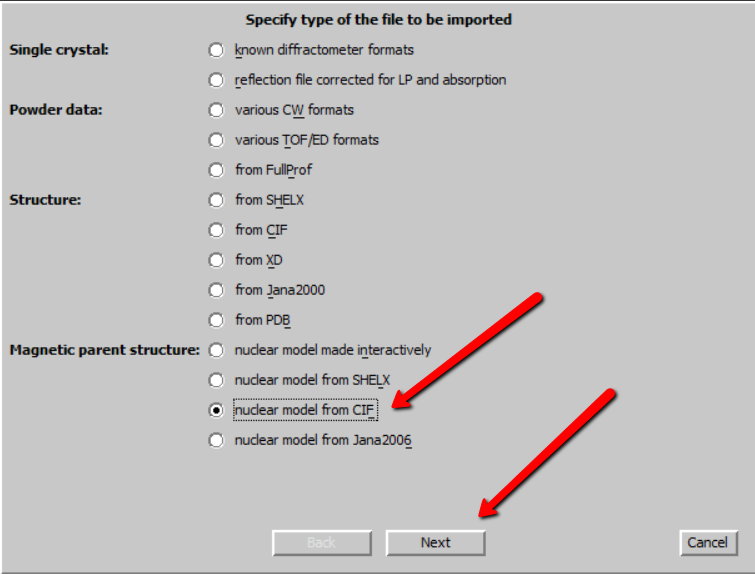 Specify type of the file to be imported
Single crystal: known diffractometer formats
reflection file corrected for LP and absorption
Powder data: various CW formats
various TOF/ED formats
from FullProf
Structure: from SHELX
from CIF
from XD
from Jana2000
from PDB
Magnetic parent structure: nuclear model made interactively
nuclear model from SHELX
nuclear model from CIF
nuclear model from Jana2006
Back Next Cancel